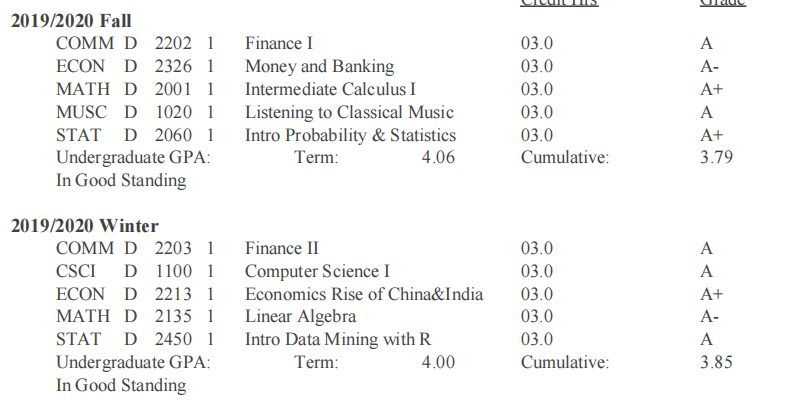 Credit Hrs Grade
2019/2020 Fall
COMM D 2202 1 Finance I 03.0 A
ECON D 2326 1 Money and Banking 03.0 A-
MATH D 2001 1 Intermediate Calculus I 03.0 A+
MUSC D 1020 1 Listening to Classical Music 03.0 A
STAT D 2060 1 Intro Probability & Statistics 03.0 A+
Undergraduate GPA: Term: 4.06 Cumulative: 3.79
In Good Standing
2019/2020 Winter
COMM D 2203 1 Finance II 03.0 A
CSCI D 1100 1 Computer Science I 03.0 A
ECON D 2213 1 Economics Rise of China&India 03.0 A+
MATH D 2135 1 Linear Algebra 03.0 A-
STAT D 2450 1 Intro Data Mining with R 03.0 A
Undergraduate GPA: Term: 4.00 Cumulative: 3.85
In Good Standing